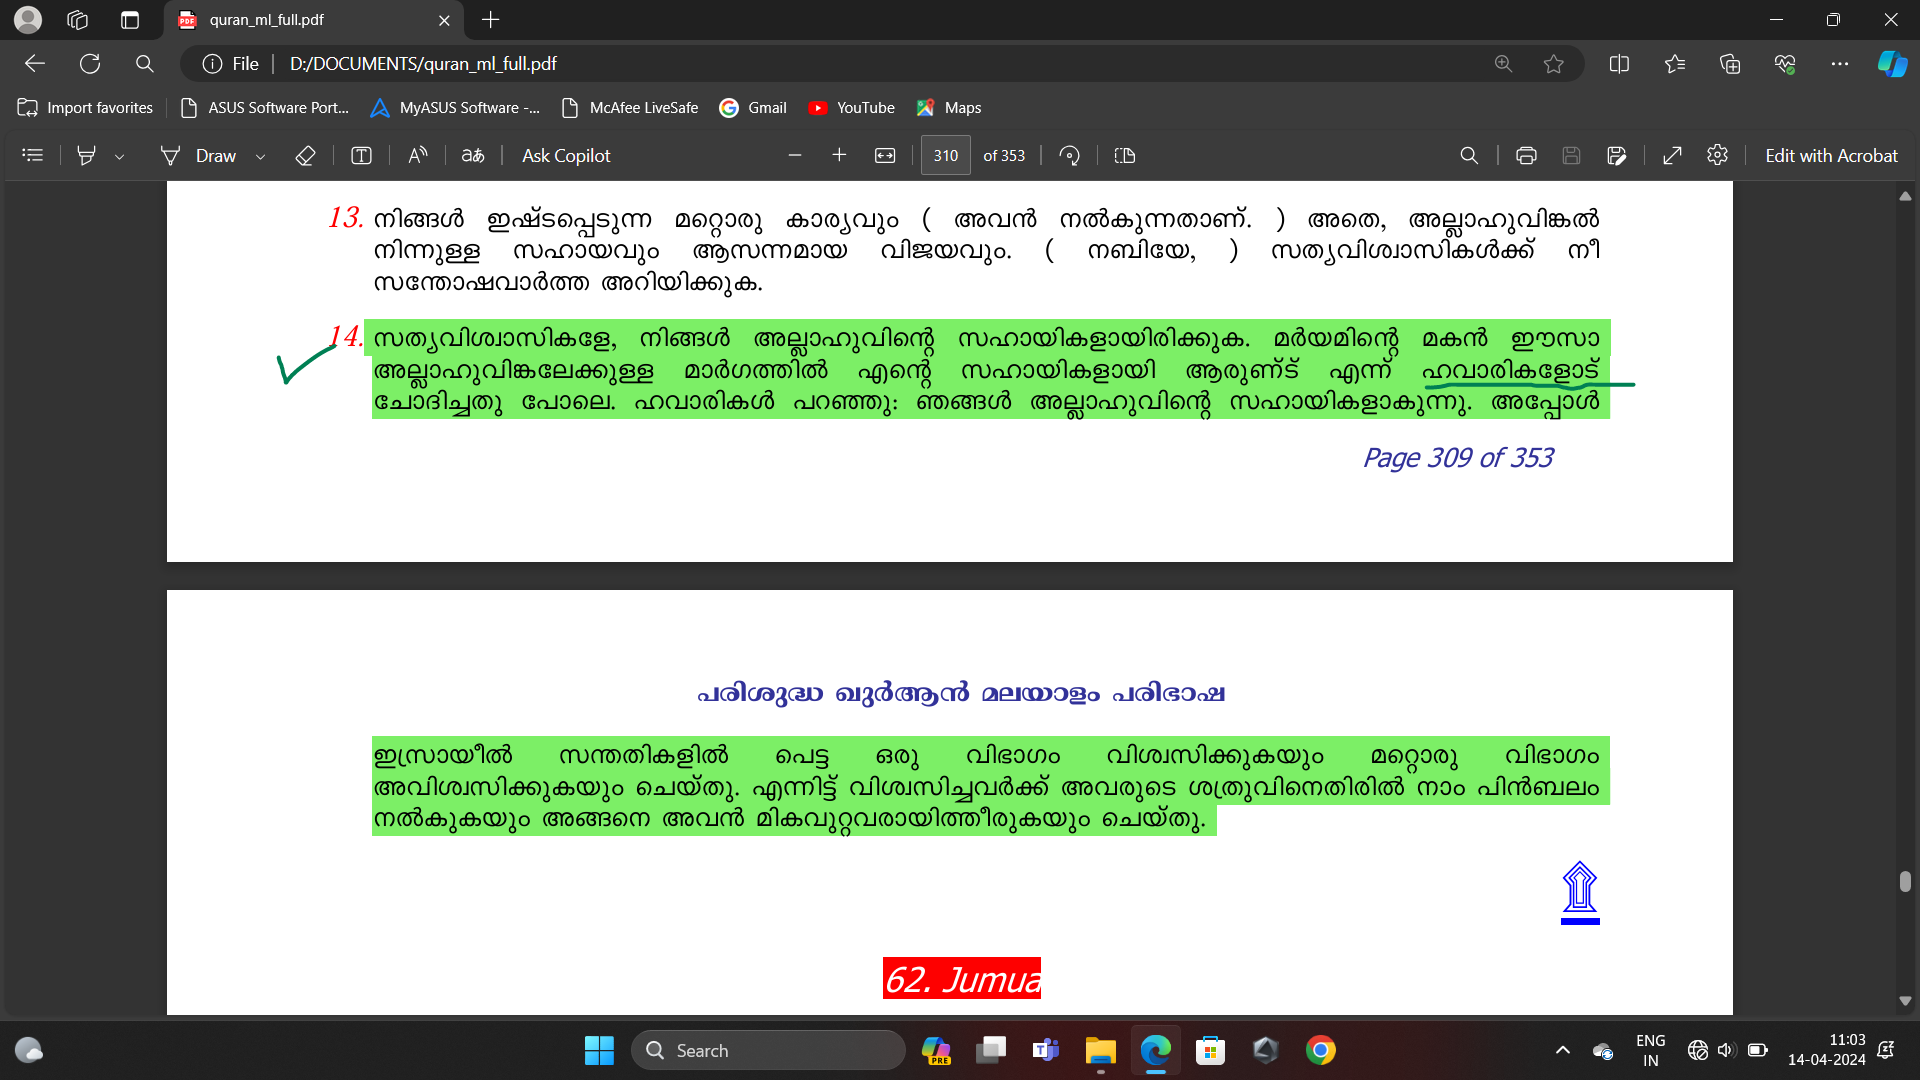 quran_ml_full.pdf
File
D:/DOCUMENTS/quran_ml_full.pdf
Import favorites
ASUS Software Port...
MyASUS Software -...
McAfee LiveSafe
Gmail
YouTube
Maps
Draw
aあ
Ask Copilot
310 of 353
Edit with Acrobat
13. നിങ്ങൾ ഇഷ്ടപ്പെടുന്ന മറ്റൊരു കാര്യവും ( അവൻ നൽകുന്നതാണ്. ) അതെ, അല്ലാഹുവിങ്കൽ
നിന്നുള്ള സഹായവും ആസന്നമായ വിജയവും. ( നബിയേ, ) സത്യവിശ്വാസികൾക്ക് നീ
സന്തോഷവാർത്ത അറിയിക്കുക.
14. സത്യവിശ്വാസികളേ, നിങ്ങൾ അല്ലാഹുവിന്റെ സഹായികളായിരിക്കുക. മർയമിന്റെ മകൻ ഈസാ
അല്ലാഹുവിങ്കലേക്കുള്ള മാർഗത്തിൽ എന്റെ സഹായികളായി ആരുണ്ട് എന്ന് ഹവാരികളോട്
ചോദിച്ചതു പോലെ. ഹവാരികൾ പറഞ്ഞു: ഞങ്ങൾ അല്ലാഹുവിന്റെ സഹായികളാകുന്നു. അപ്പോൾ
Page 309 of 353
പരിശുദ്ധ ഖുർആൻ മലയാളം പരിഭാഷ
ഇസ്രായീൽ സന്തതികളിൽ പെട്ട ഒരു വിഭാഗം വിശ്വസിക്കുകയും മറ്റൊരു വിഭാഗം
അവിശ്വസിക്കുകയും ചെയ്തു. എന്നിട്ട് വിശ്വസിച്ചവർക്ക് അവരുടെ ശത്രുവിനെതിരിൽ നാം പിൻബലം
നൽകുകയും അങ്ങനെ അവൻ മികവുറ്റവരായിത്തീരുകയും ചെയ്തു.
62. Jumua
Search
PRE
ENG
IN
11:03
14-04-2024